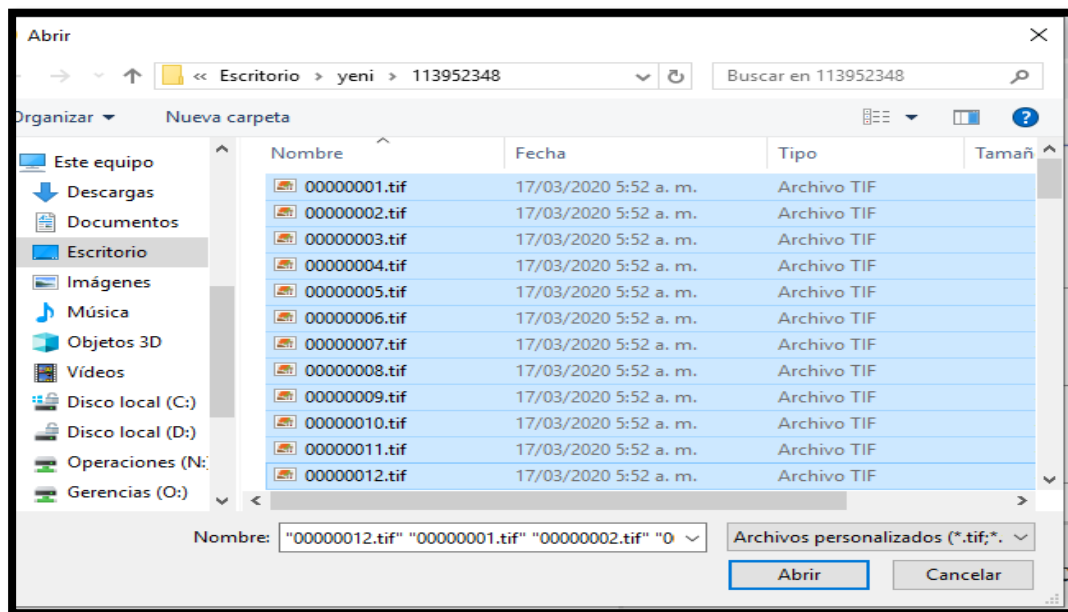 Abrir
« Escritorio > yeni > 113952348
Buscar en 113952348
Organizar
Nueva carpeta
Este equipo
Descargas
Documentos
Escritorio
Imágenes
Música
Objetos 3D
Vídeos
Disco local (C:)
Disco local (D:)
Operaciones (N:
Gerencias (O:)
Nombre Fecha Tipo Tamañ
00000001.tif 17/03/2020 5:52 a. m. Archivo TIF
00000002.tif 17/03/2020 5:52 a. m. Archivo TIF
00000003.tif 17/03/2020 5:52 a. m. Archivo TIF
00000004.tif 17/03/2020 5:52 a. m. Archivo TIF
00000005.tif 17/03/2020 5:52 a. m. Archivo TIF
00000006.tif 17/03/2020 5:52 a. m. Archivo TIF
00000007.tif 17/03/2020 5:52 a. m. Archivo TIF
00000008.tif 17/03/2020 5:52 a. m. Archivo TIF
00000009.tif 17/03/2020 5:52 a. m. Archivo TIF
00000010.tif 17/03/2020 5:52 a. m. Archivo TIF
00000011.tif 17/03/2020 5:52 a. m. Archivo TIF
00000012.tif 17/03/2020 5:52 a. m. Archivo TIF
Nombre: "00000012.tif" "00000001.tif" "00000002.tif" "0
Archivos personalizados (*.tif;*.
Abrir
Cancelar